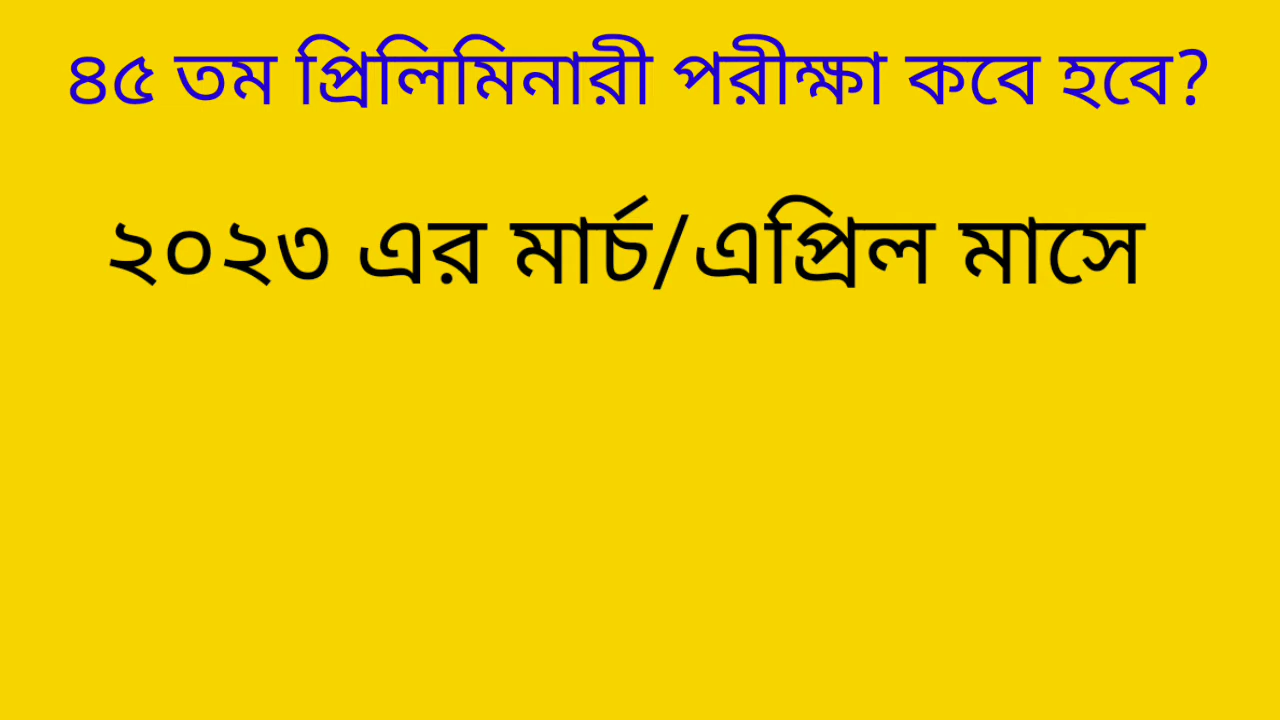 ৪৫ তম প্রিলিমিনারী পরীক্ষা কবে হবে?
২০২৩ এর মার্চ/এপ্রিল মাসে